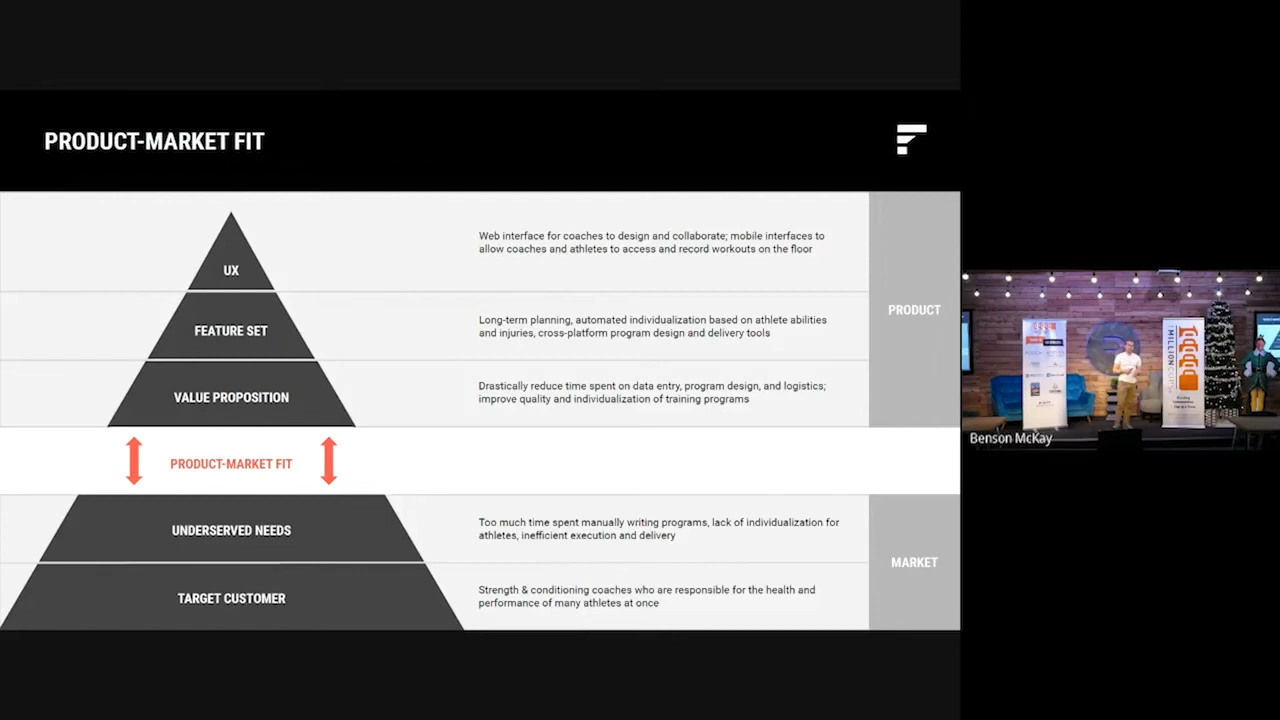 PRODUCT-MARKET FIT
UX
Web interface for coaches to design and collaborate; mobile interfaces to
allow coaches and athletes to access and record workouts on the floor
FEATURE SET
Long-term planning, automated individualization based on athlete abilities
and injuries, cross-platform program design and delivery tools
VALUE PROPOSITION
Drastically reduce time spent on data entry, program design, and logistics;
improve quality and individualization of training programs
PRODUCT
PRODUCT-MARKET FIT
UNDERSERVED NEEDS
Too much time spent manually writing programs, lack of individualization for
athletes, inefficient execution and delivery
TARGET CUSTOMER
Strength & conditioning coaches who are responsible for the health and
performance of many athletes at once
MARKET
1MILLIONCUPS
Benson McKay